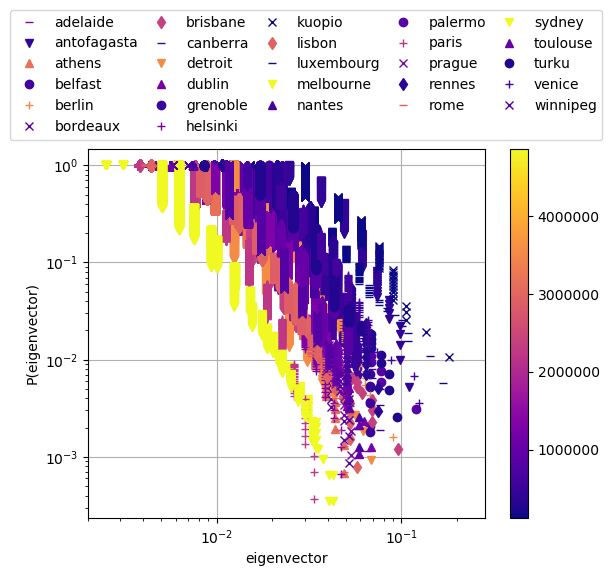 adelaide brisbane kuopio palermo sydney
antofagasta canberra lisbon paris toulouse
athens detroit luxembourg prague turku
belfast dublin melbourne rennes venice
berlin grenoble nantes rome winnipeg
bordeaux helsinki
10^0
10^-1
10^-2
10^-3
P(eigenvector)
10^-2 10^-1
eigenvector
4000000
3000000
2000000
1000000